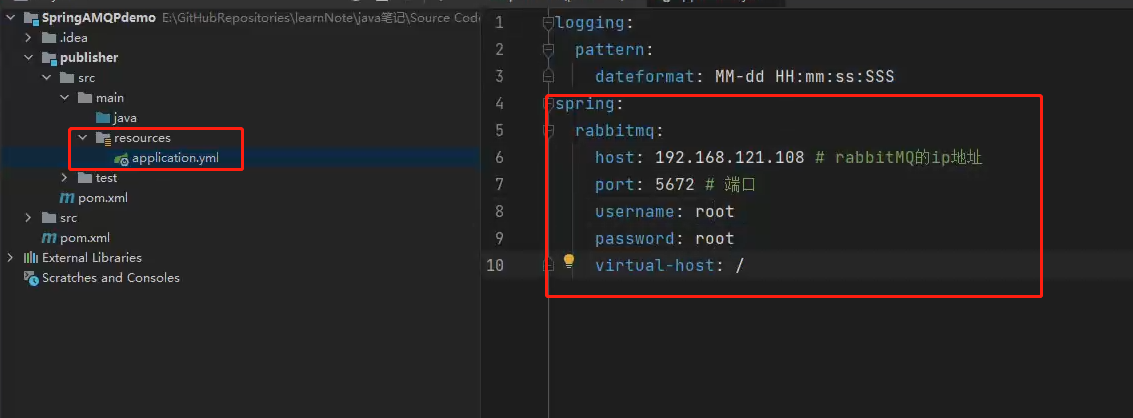 SpringAMQPdemo E:\GitHubRepositories\learnNote\java笔记\Source Code
.idea
publisher
src
main
java
resources
application.yml
test
pom.xml
src
pom.xml
External Libraries
Scratches and Consoles
1 logging:
2 pattern:
3 dateformat: MM-dd HH:mm:ss:SSS
4 spring:
5 rabbitmq:
6 host: 192.168.121.108 # rabbitMQ的ip地址
7 port: 5672 # 端口
8 username: root
9 password: root
10 virtual-host: /